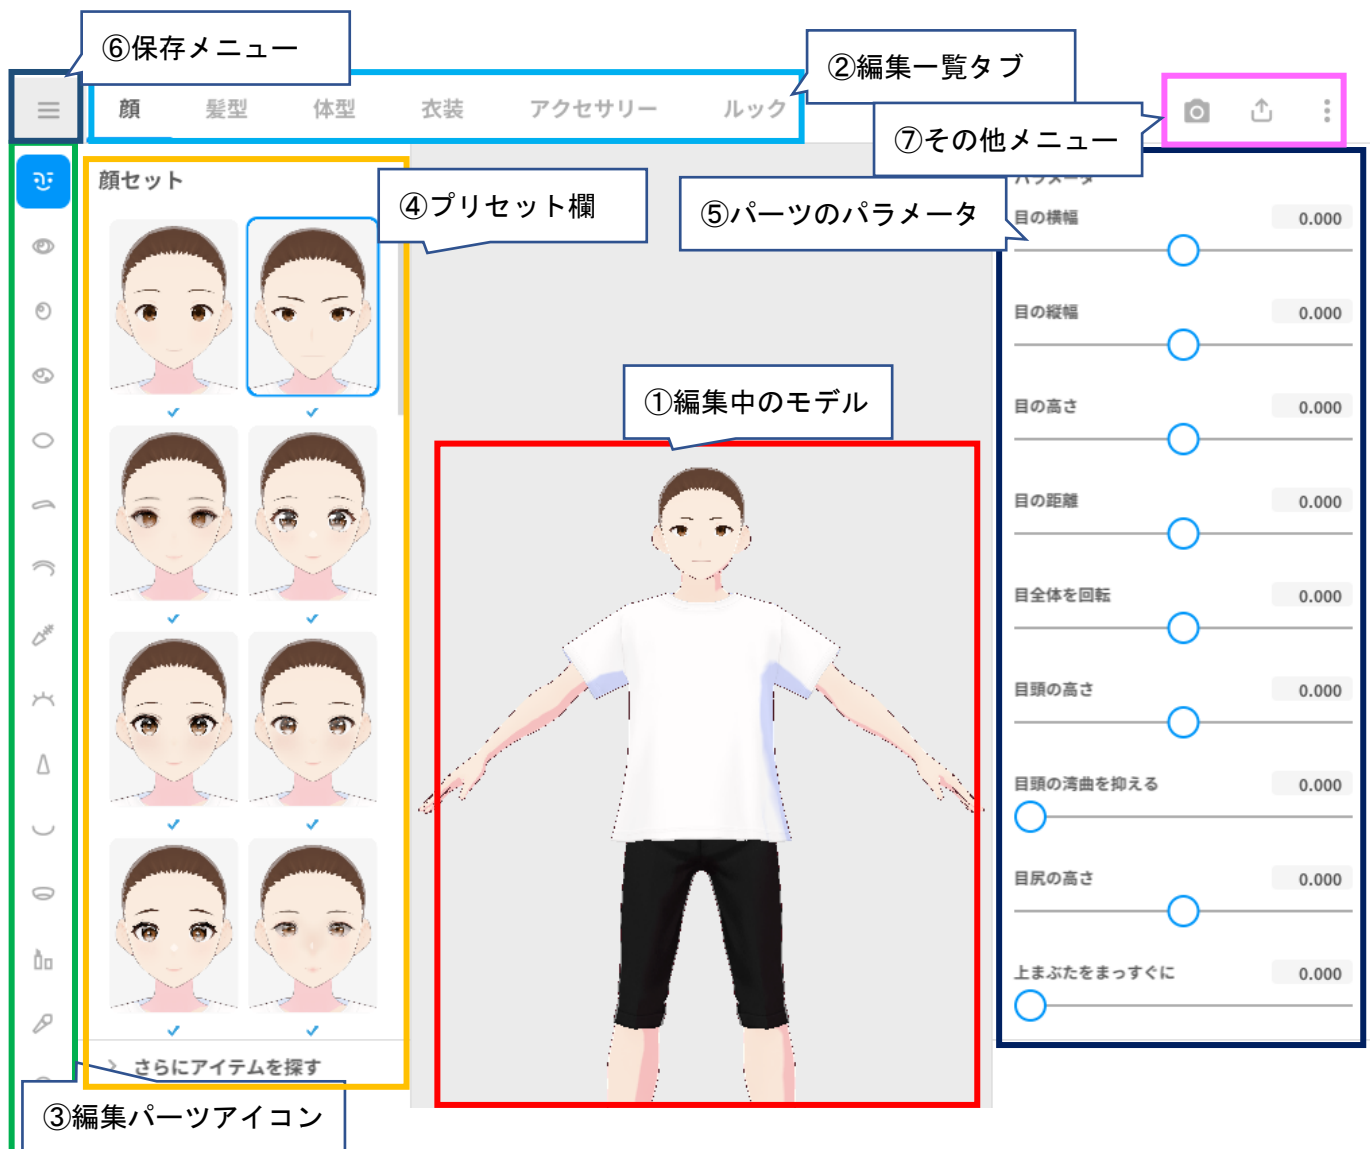 ⑥保存メニュー
②編集一覧タブ
顔
髪型
体型
衣装
アクセサリー
ルック
⑦その他メニュー
顔セット
④プリセット欄
⑤パーツのパラメータ
パラメータ
目の横幅
0.000
目の縦幅
0.000
①編集中のモデル
目の高さ
0.000
目の距離
0.000
目全体を回転
0.000
目頭の高さ
0.000
目頭の湾曲を抑える
0.000
目尻の高さ
0.000
上まぶたをまっすぐに
0.000
さらにアイテムを探す
③編集パーツアイコン